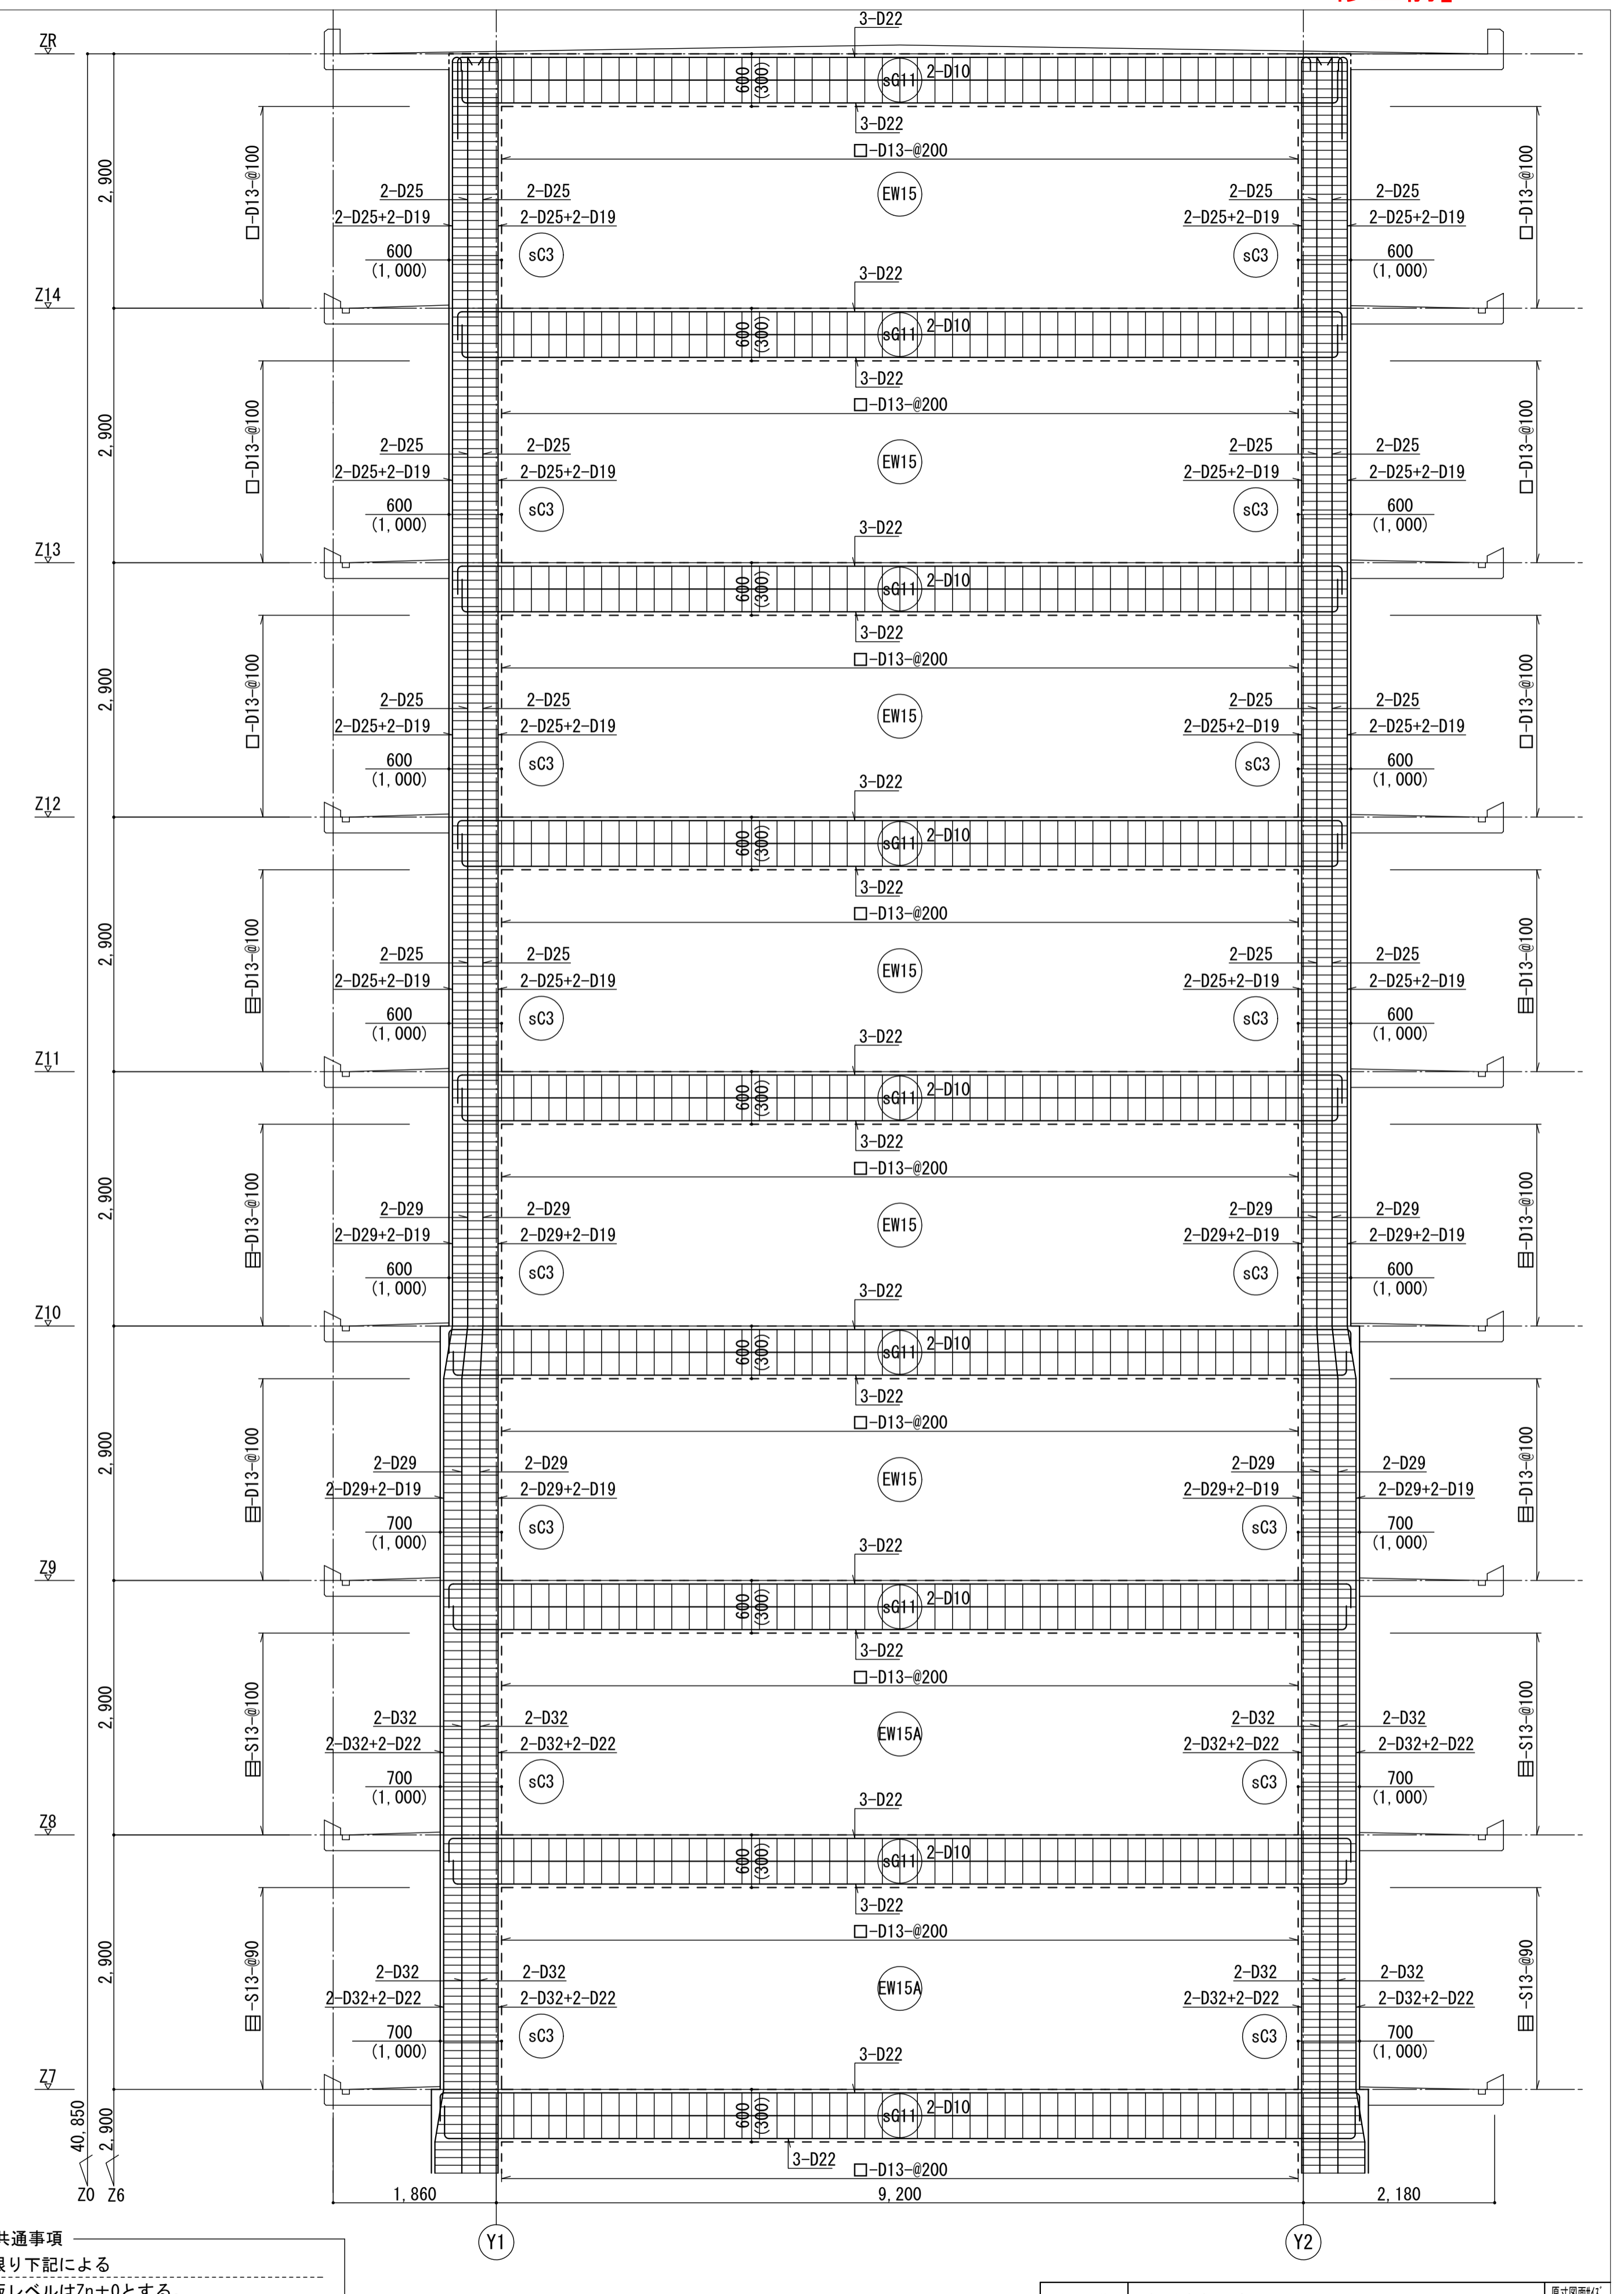 3-D22
ZR
600
(300)
sG11
2-D10
3-D22
□-D13-@200
2,900
□-D13-@100
2-D25 2-D25
2-D25+2-D19 2-D25+2-D19
EW15
2-D25 2-D25
2-D25+2-D19 2-D25+2-D19
□-D13-@100
600
(1,000)
sC3
sC3
600
(1,000)
3-D22
Z14
600
(300)
sG11
2-D10
3-D22
□-D13-@200
2,900
□-D13-@100
2-D25 2-D25
2-D25+2-D19 2-D25+2-D19
EW15
2-D25 2-D25
2-D25+2-D19 2-D25+2-D19
□-D13-@100
600
(1,000)
sC3
sC3
600
(1,000)
3-D22
Z13
600
(300)
sG11
2-D10
3-D22
□-D13-@200
2,900
□-D13-@100
2-D25 2-D25
2-D25+2-D19 2-D25+2-D19
EW15
2-D25 2-D25
2-D25+2-D19 2-D25+2-D19
□-D13-@100
600
(1,000)
sC3
sC3
600
(1,000)
3-D22
Z12
600
(300)
sG11
2-D10
3-D22
□-D13-@200
2,900
-D13-@100
2-D25 2-D25
2-D25+2-D19 2-D25+2-D19
EW15
2-D25 2-D25
2-D25+2-D19 2-D25+2-D19
-D13-@100
600
(1,000)
sC3
sC3
600
(1,000)
3-D22
Z11
600
(300)
sG11
2-D10
3-D22
□-D13-@200
2,900
-D13-@100
2-D29 2-D29
2-D29+2-D19 2-D29+2-D19
EW15
2-D29 2-D29
2-D29+2-D19 2-D29+2-D19
-D13-@100
600
(1,000)
sC3
sC3
600
(1,000)
3-D22
Z10
600
(300)
sG11
2-D10
3-D22
□-D13-@200
2,900
-D13-@100
2-D29 2-D29
2-D29+2-D19 2-D29+2-D19
EW15
2-D29 2-D29
2-D29+2-D19 2-D29+2-D19
-D13-@100
700
(1,000)
sC3
sC3
700
(1,000)
3-D22
Z9
600
(300)
sG11
2-D10
3-D22
□-D13-@200
2,900
-S13-@100
2-D32 2-D32
2-D32+2-D22 2-D32+2-D22
EW15A
2-D32 2-D32
2-D32+2-D22 2-D32+2-D22
-S13-@100
700
(1,000)
sC3
sC3
700
(1,000)
3-D22
Z8
600
(300)
sG11
2-D10
3-D22
□-D13-@200
2,900
-S13-@90
2-D32 2-D32
2-D32+2-D22 2-D32+2-D22
EW15A
2-D32 2-D32
2-D32+2-D22 2-D32+2-D22
-S13-@90
700
(1,000)
sC3
sC3
700
(1,000)
3-D22
Z7
600
(300)
sG11
2-D10
40,850
2,900
3-D22
□-D13-@200
Z0 Z6
1,860 9,200 2,180
Y1 Y2
共通事項
限り下記による
版レベルはZn±0とする
原寸図面サイズ